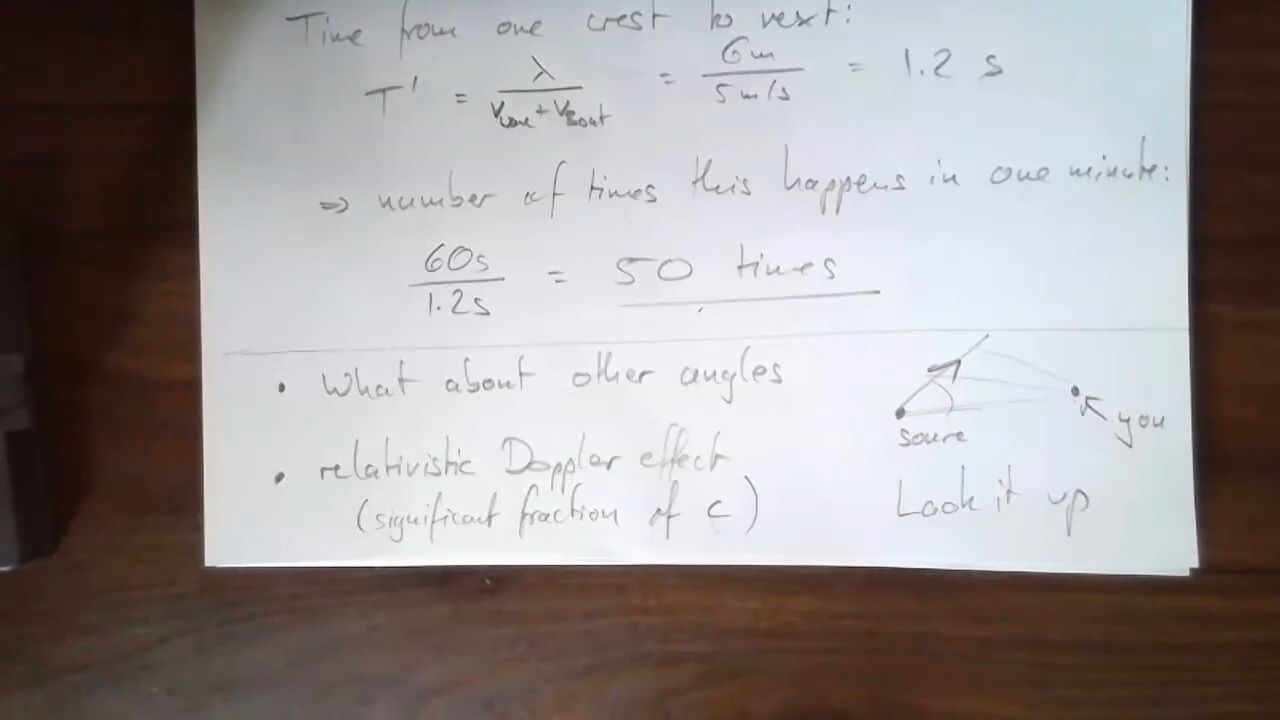 Time from one crest to next:
T' = λ / (v_wave + v_Boat) = 6m / 5m/s = 1.2 s
⇒ number of times this happens in one minute:
60s / 1.2s = 50 times
• What about other angles
soure
you
• relativistic Doppler effect
(significant fraction of c)
Look it up